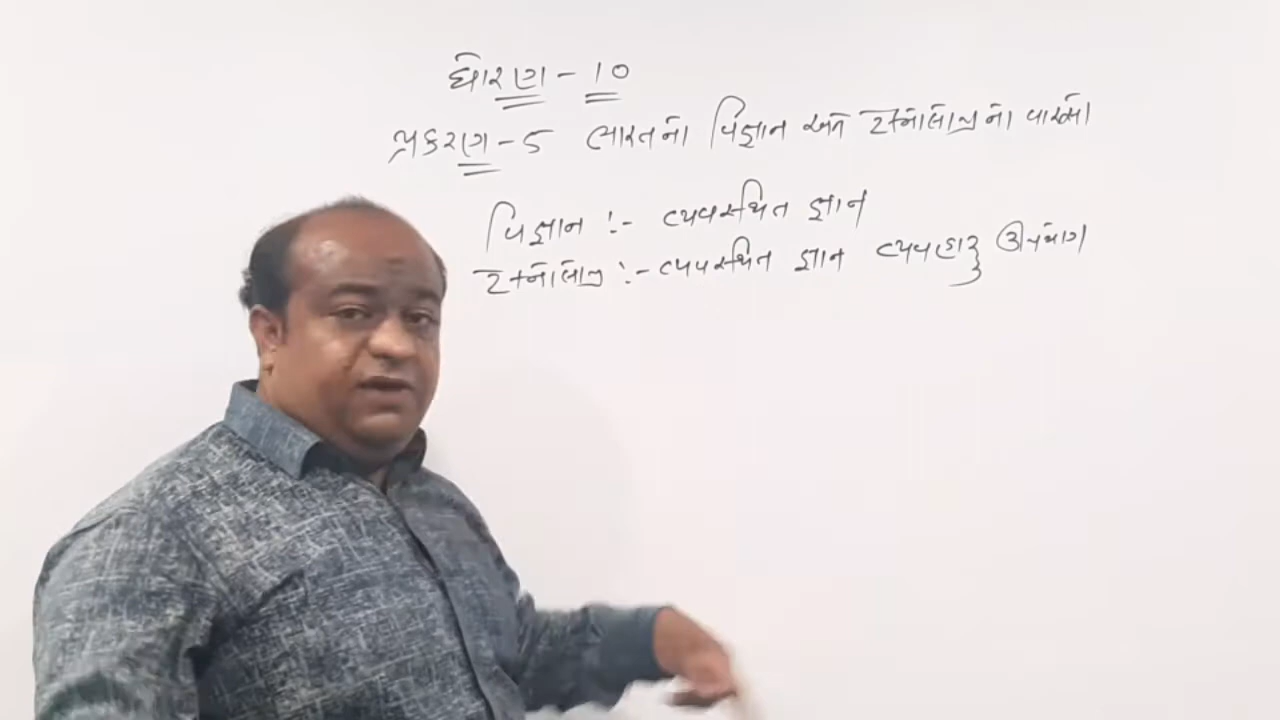 ધોરણ - 10
પ્રકરણ - 5 ભારતનો વિજ્ઞાન અને ટેકનોલોજીનો વારસો
વિજ્ઞાન :- વ્યવસ્થિત જ્ઞાન
ટેકનોલોજી :- વ્યવસ્થિત જ્ઞાન વ્યવહારુ ઉપયોગ